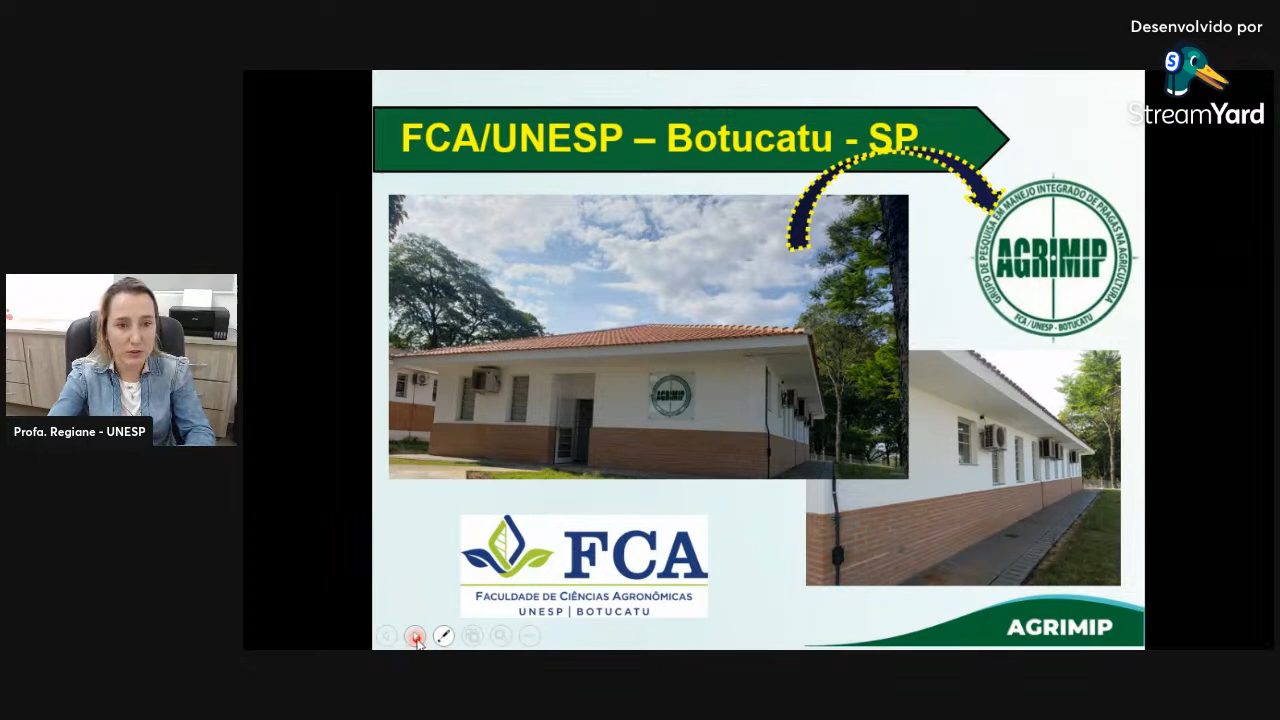 Desenvolvido por
S
StreamYard
FCA/UNESP – Botucatu - SP
GRUPO DE PESQUISA EM MANEJO INTEGRADO DE PRAGAS NA AGRICULTURA
AGRIMIP
FCA / UNESP - BOTUCATU
AGRIMIP
Profa. Regiane - UNESP
FCA
FACULDADE DE CIÊNCIAS AGRONÔMICAS
UNESP | BOTUCATU
AGRIMIP